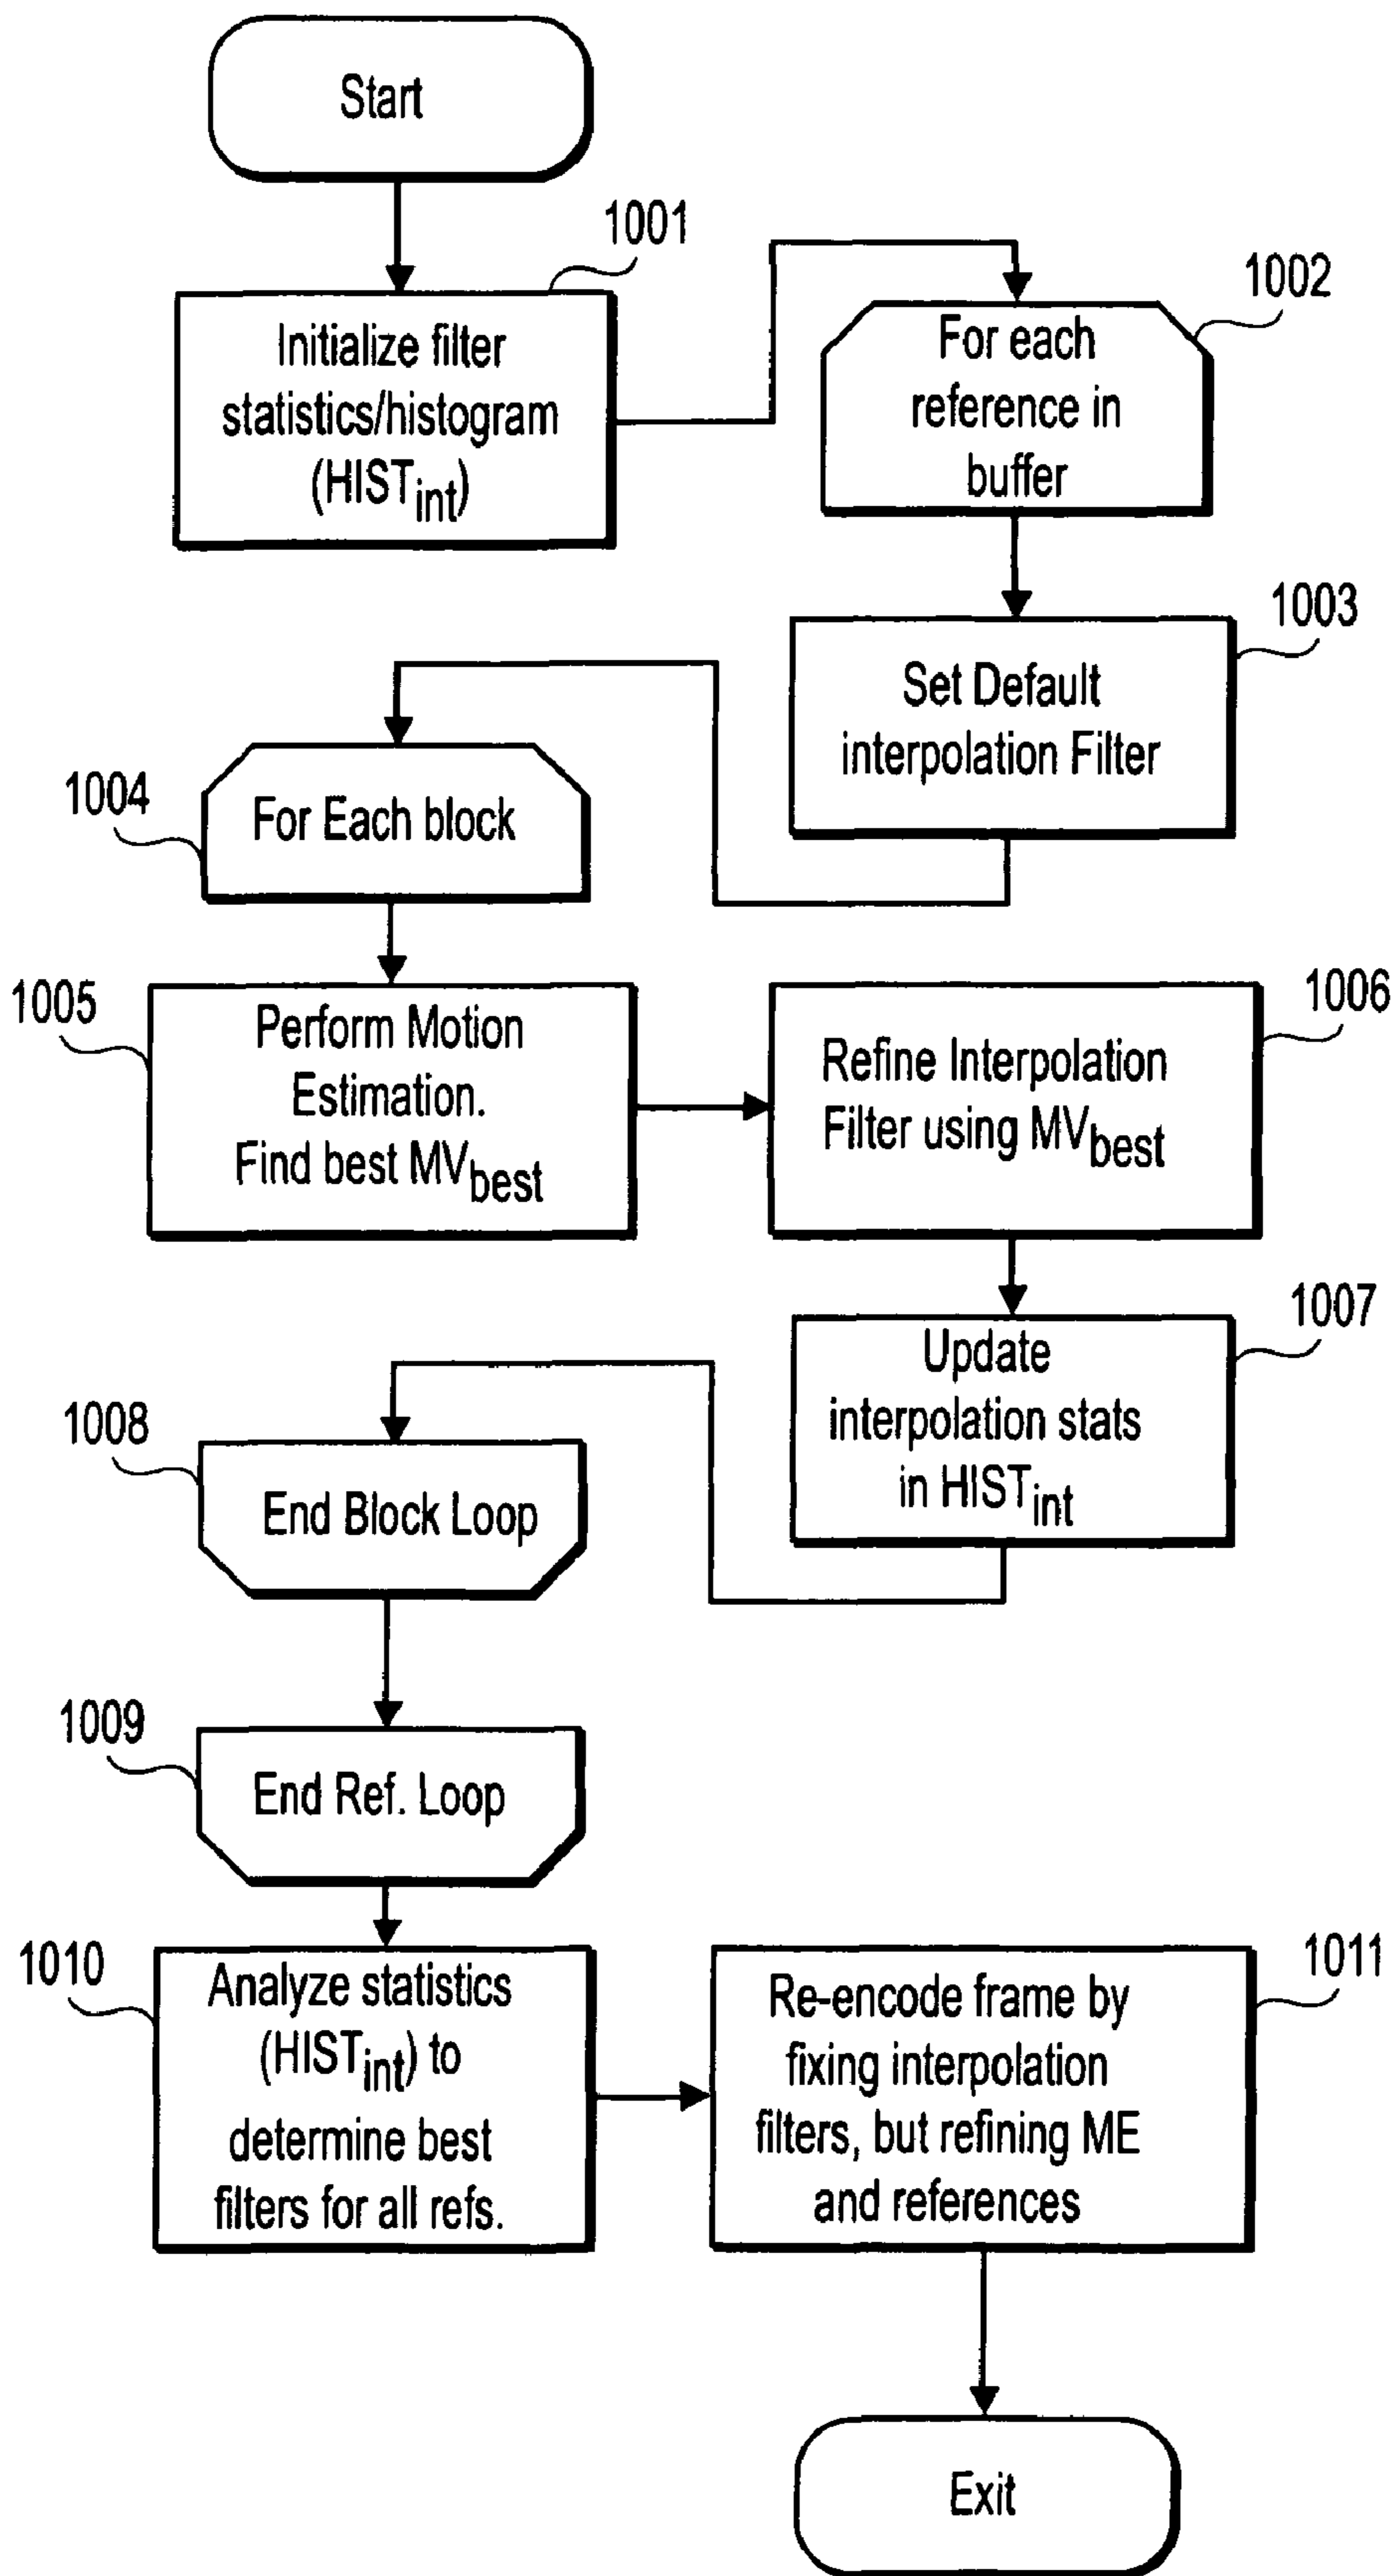 Start
1001
Initialize filter
statistics/histogram
(HISTint)
1002
For each
reference in
buffer
1003
Set Default
interpolation Filter
1004
For Each block
1005
Perform Motion
Estimation.
Find best MVbest
1006
Refine Interpolation
Filter using MVbest
1007
Update
interpolation stats
in HISTint
1008
End Block Loop
1009
End Ref. Loop
1010
Analyze statistics
(HISTint) to
determine best
filters for all refs.
1011
Re-encode frame by
fixing interpolation
filters, but refining ME
and references
Exit